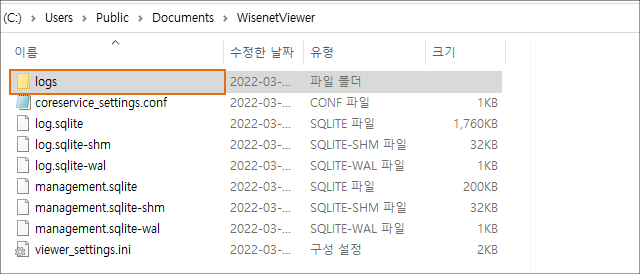 (C:) > Users > Public > Documents > WisenetViewer
이름 수정한 날짜 유형 크기
logs 2022-03-... 파일 폴더
coreservice_settings.conf 2022-03-... CONF 파일 1KB
log.sqlite 2022-03-... SQLITE 파일 1,760KB
log.sqlite-shm 2022-03-... SQLITE-SHM 파일 32KB
log.sqlite-wal 2022-03-... SQLITE-WAL 파일 1KB
management.sqlite 2022-03-... SQLITE 파일 200KB
management.sqlite-shm 2022-03-... SQLITE-SHM 파일 32KB
management.sqlite-wal 2022-03-... SQLITE-WAL 파일 1KB
viewer_settings.ini 2022-03-... 구성 설정 2KB